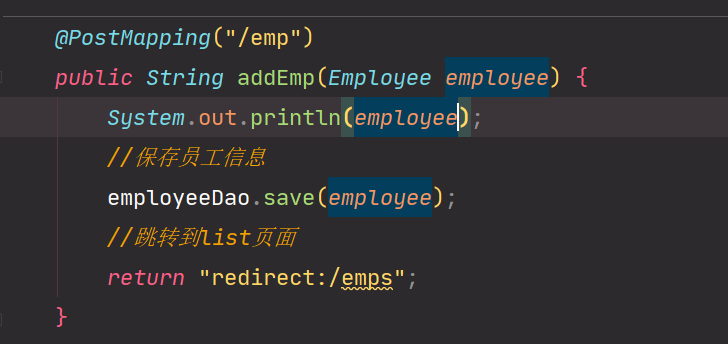 @PostMapping("/emp")
public String addEmp(Employee employee) {
System.out.println(employee);
//保存员工信息
employeeDao.save(employee);
//跳转到list页面
return "redirect:/emps";
}